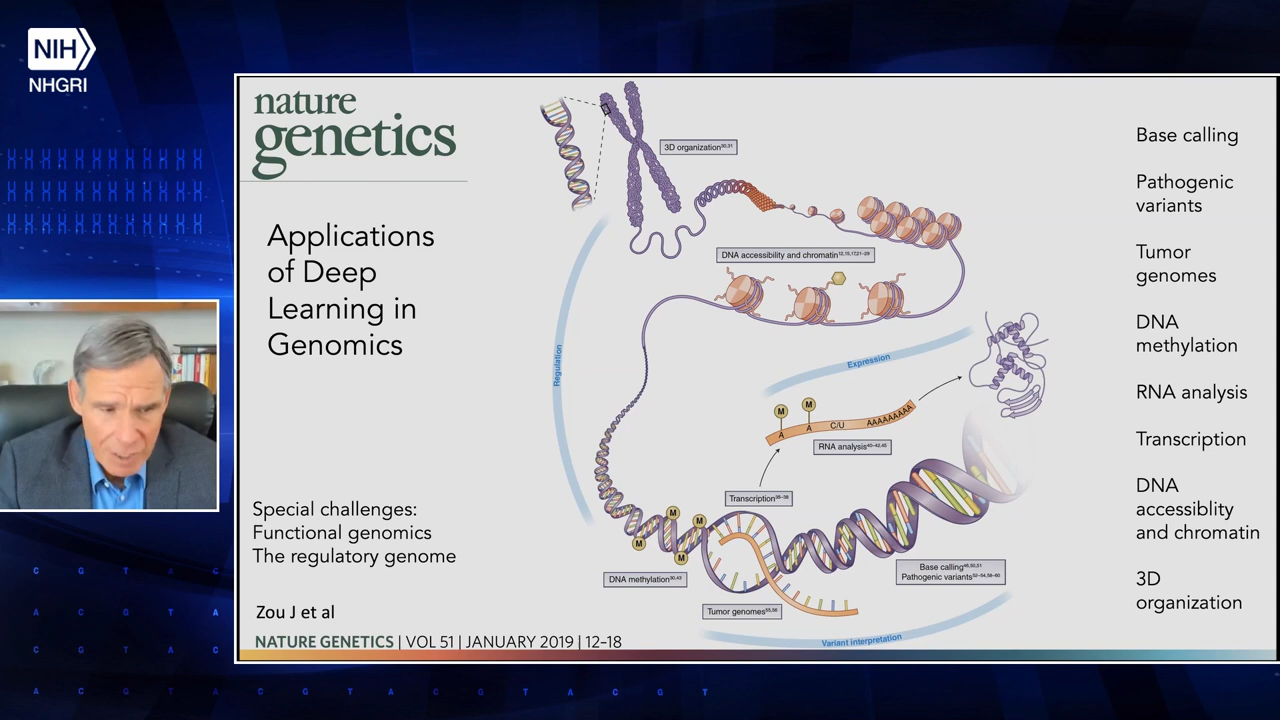 NIH
NHGRI
nature
genetics
Applications
of Deep
Learning in
Genomics
Special challenges:
Functional genomics
The regulatory genome
Zou J et al
NATURE GENETICS | VOL 51 | JANUARY 2019 | 12–18
3D organization
DNA accessibility and chromatin
Regulation
Expression
M
M
A
A
C/U
AAAAAAAAA
RNA analysis
Transcription
M
M
M
M
DNA methylation
Tumor genomes
Base calling
Pathogenic variants
Variant interpretation
Base calling
Pathogenic
variants
Tumor
genomes
DNA
methylation
RNA analysis
Transcription
DNA
accessiblity
and chromatin
3D
organization
C G T A C
A C G T A
C G T A C
A C G T A C G T A C G T A C G T